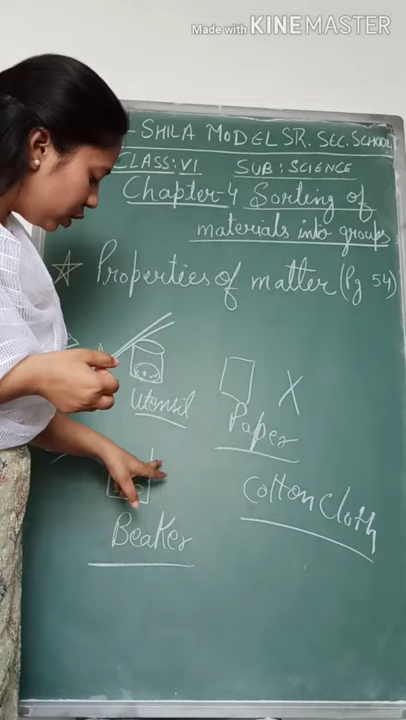 Made with KINEMASTER
- SHILA MODEL SR. SEC. SCHOOL
CLASS: VI SUB: SCIENCE
Chapter-4 Sorting of
materials into groups
Properties of matter (Pg 54)
Utensil
Paper
Cotton Cloth
Beaker